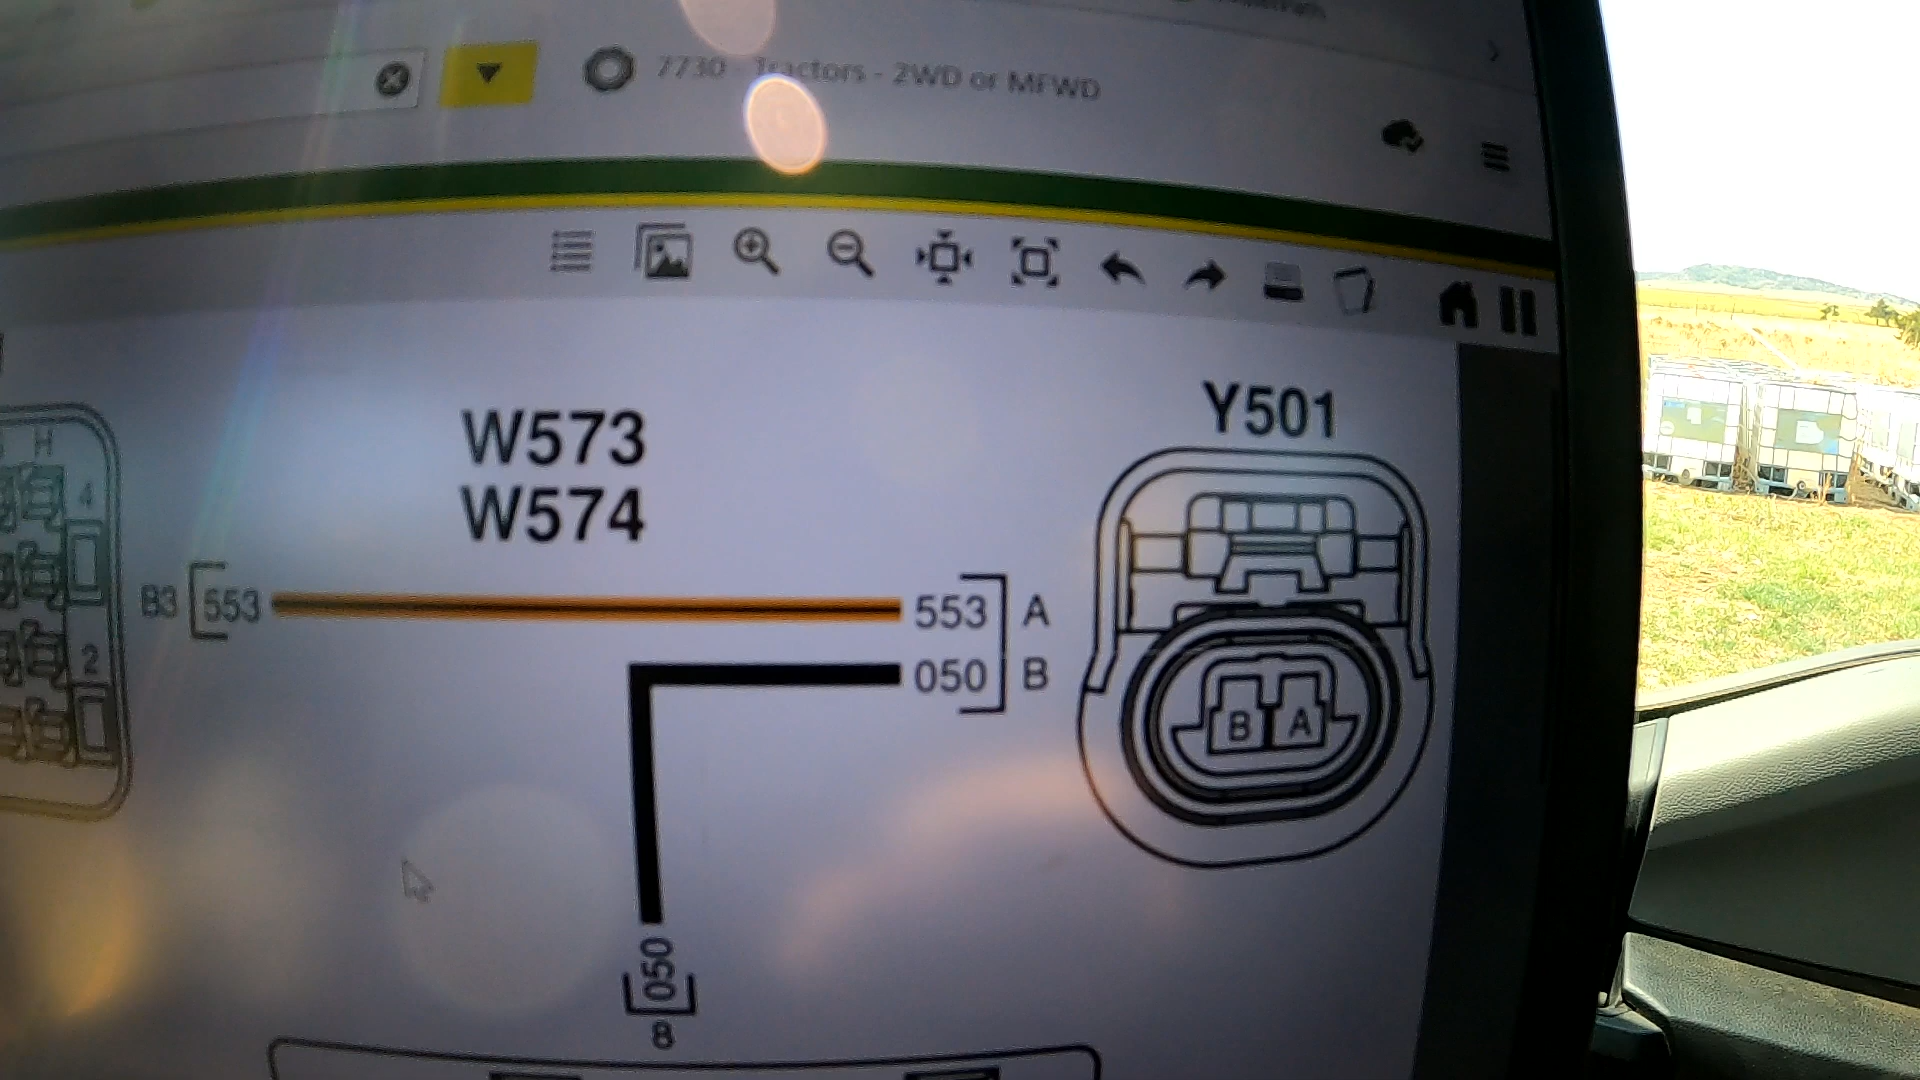 7730 - Tractors - 2WD or MFWD
W573
W574
Y501
H
4
2
B3 553
553 A
050 B
B A
050
8